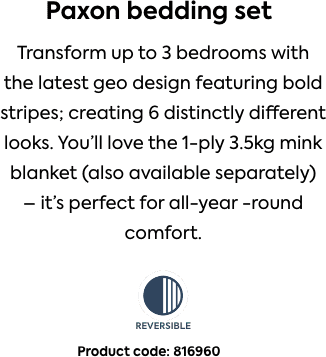 Paxon bedding set
Transform up to 3 bedrooms with
the latest geo design featuring bold
stripes; creating 6 distinctly different
looks. You’ll love the 1-ply 3.5kg mink
blanket (also available separately)
– it’s perfect for all-year -round
comfort.
REVERSIBLE
Product code: 816960